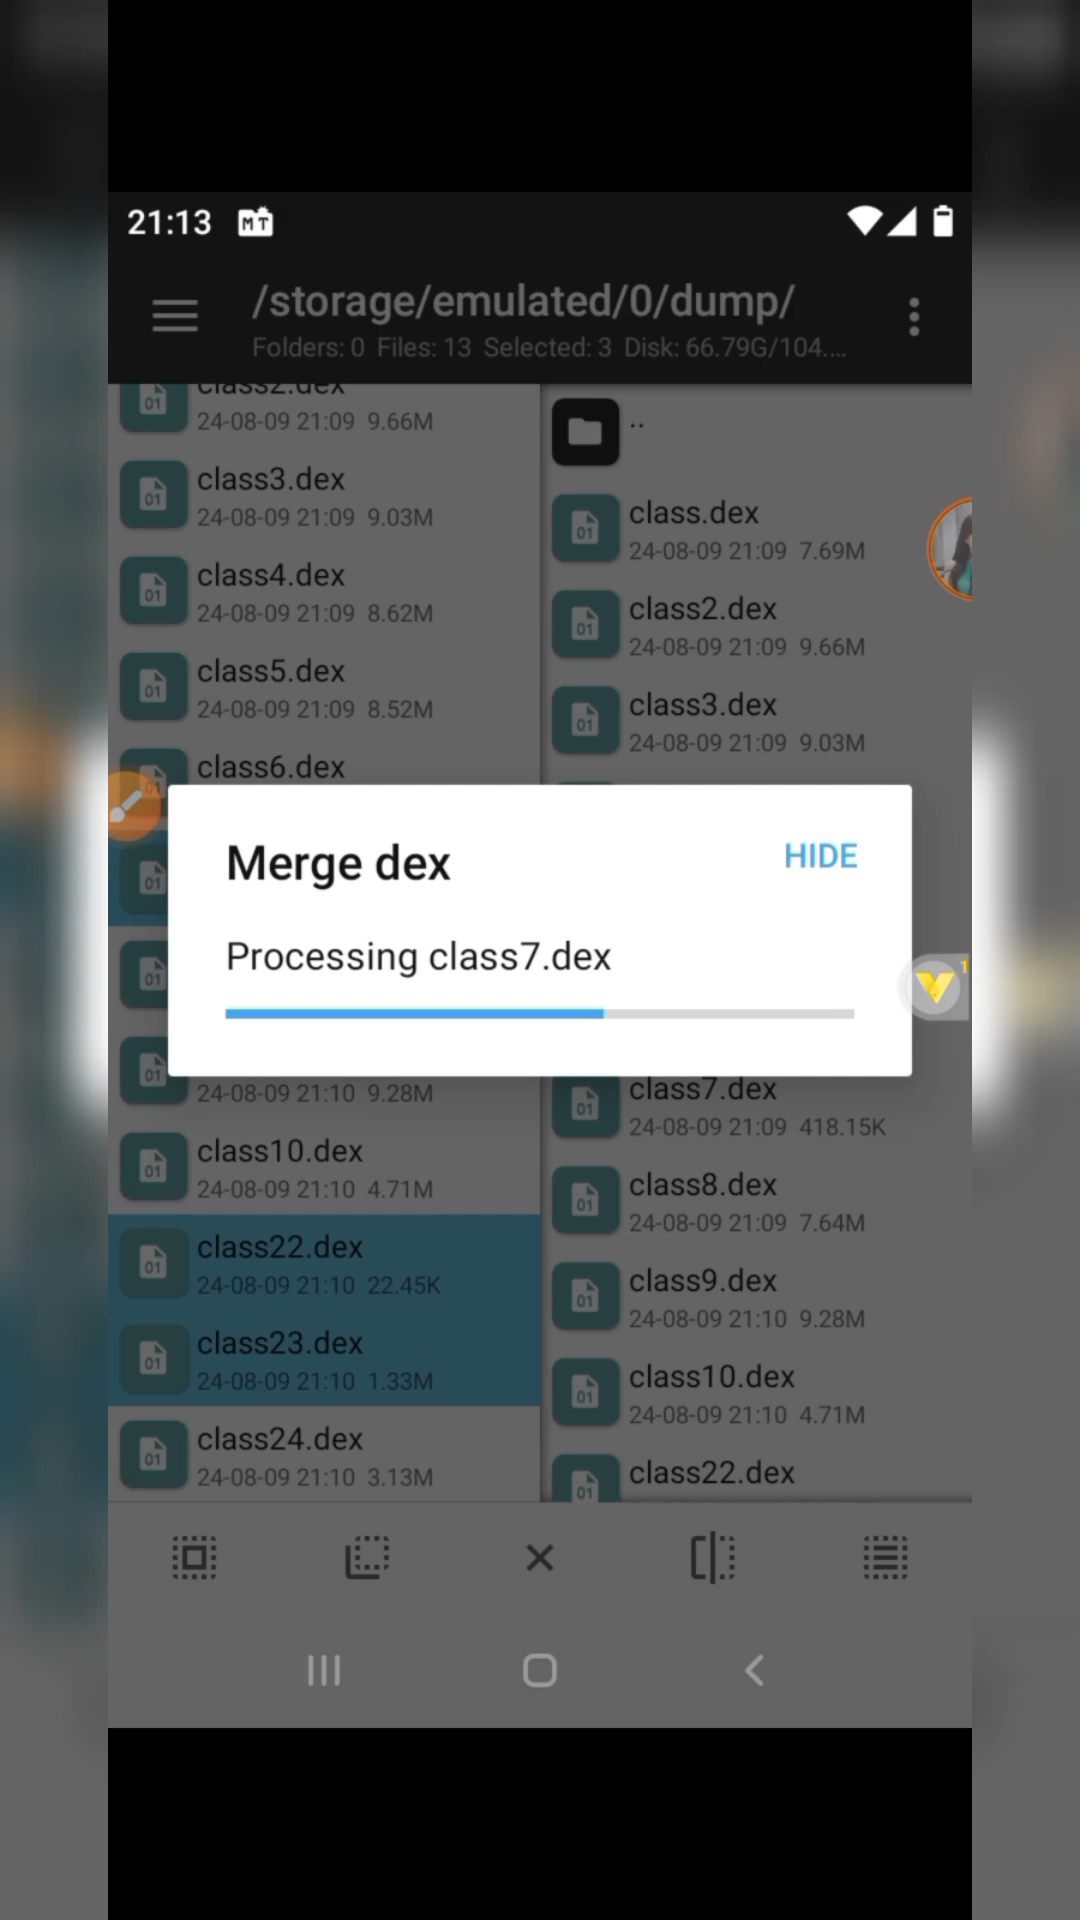 21:13 MT
/storage/emulated/0/dump/
Folders: 0 Files: 13 Selected: 3 Disk: 66.79G/104....
class2.dex
24-08-09 21:09 9.66M
class3.dex
24-08-09 21:09 9.03M
class4.dex
24-08-09 21:09 8.62M
class5.dex
24-08-09 21:09 8.52M
class6.dex
..
class.dex
24-08-09 21:09 7.69M
class2.dex
24-08-09 21:09 9.66M
class3.dex
24-08-09 21:09 9.03M
Merge dex
HIDE
Processing class7.dex
1
24-08-09 21:10 9.28M
class10.dex
24-08-09 21:10 4.71M
class22.dex
24-08-09 21:10 22.45K
class23.dex
24-08-09 21:10 1.33M
class24.dex
24-08-09 21:10 3.13M
class7.dex
24-08-09 21:09 418.15K
class8.dex
24-08-09 21:09 7.64M
class9.dex
24-08-09 21:10 9.28M
class10.dex
24-08-09 21:10 4.71M
class22.dex